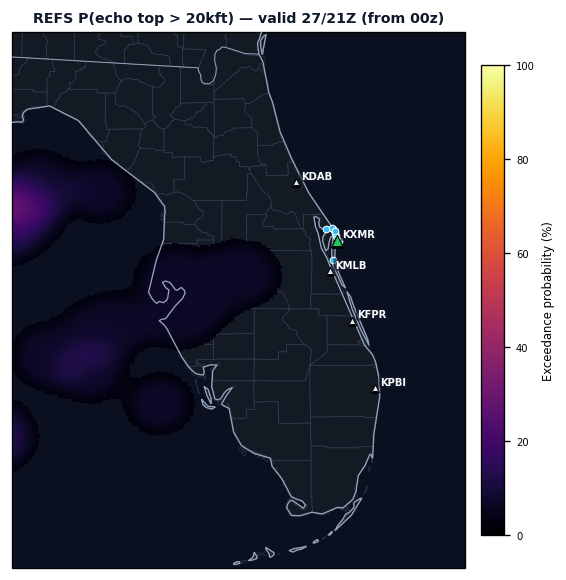 REFS P(echo top > 20kft) — valid 27/21Z (from 00z)
KDAB
KXMR
KMLB
KFPR
KPBI
100
80
60
40
20
0
Exceedance probability (%)